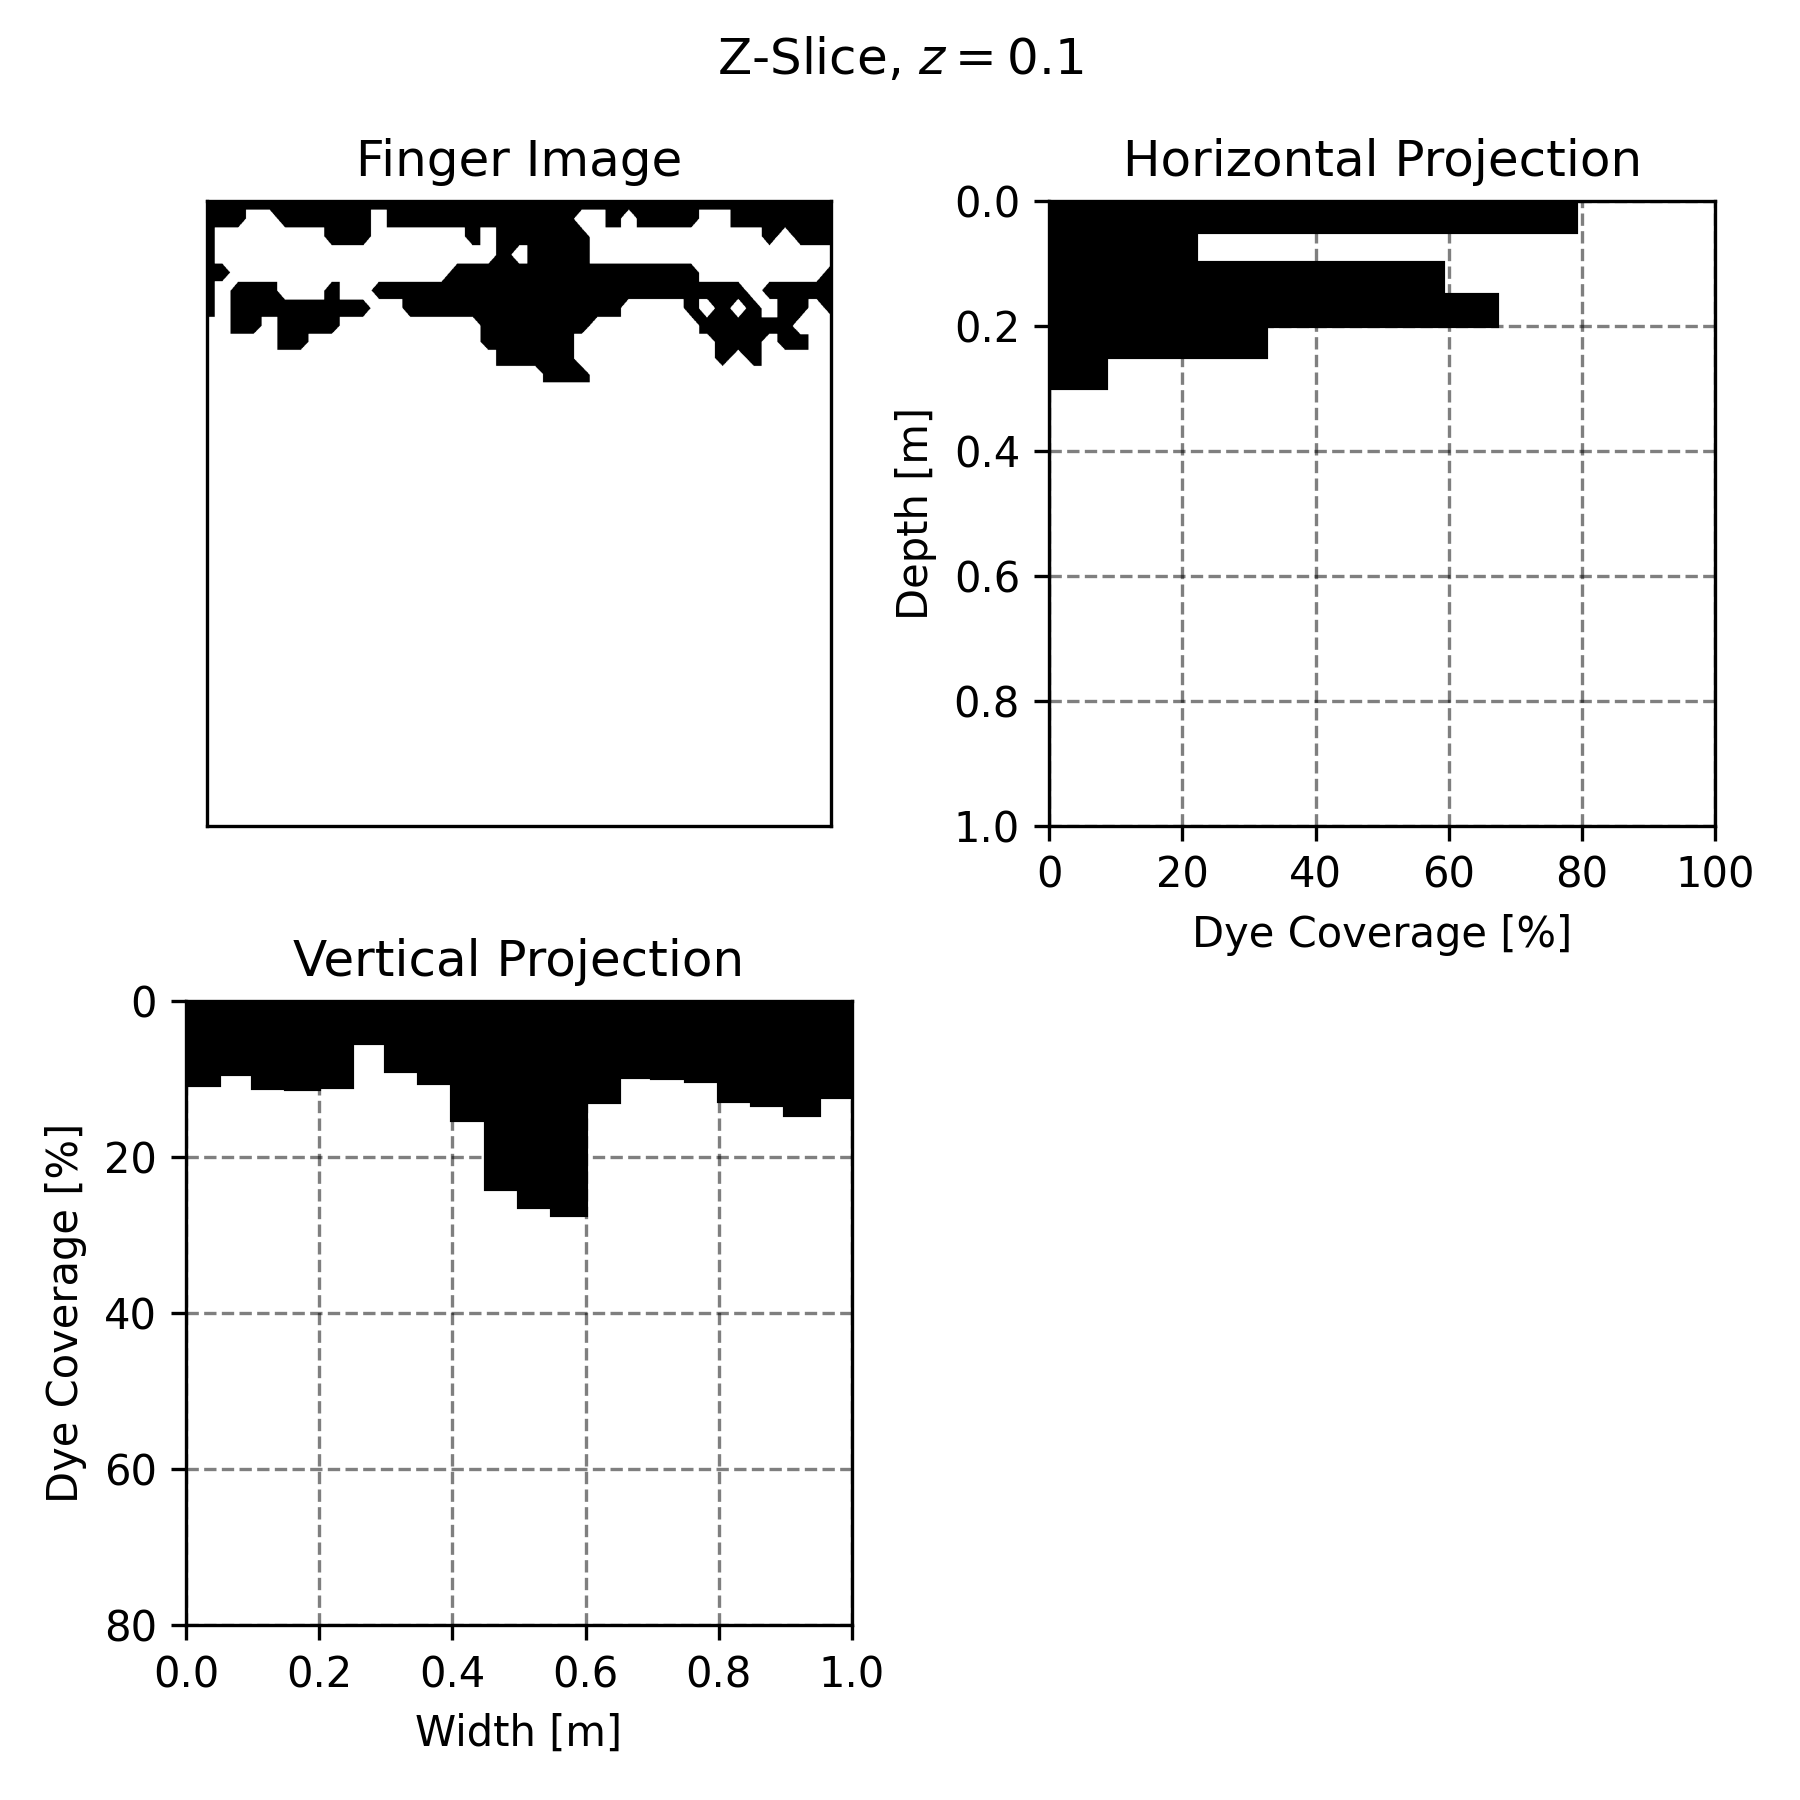 Z-Slice, z = 0.1
Finger Image
Horizontal Projection
0.0
0.2
0.4
0.6
0.8
1.0
Depth [m]
0 20 40 60 80 100
Dye Coverage [%]
Vertical Projection
0
20
40
60
80
Dye Coverage [%]
0.0 0.2 0.4 0.6 0.8 1.0
Width [m]